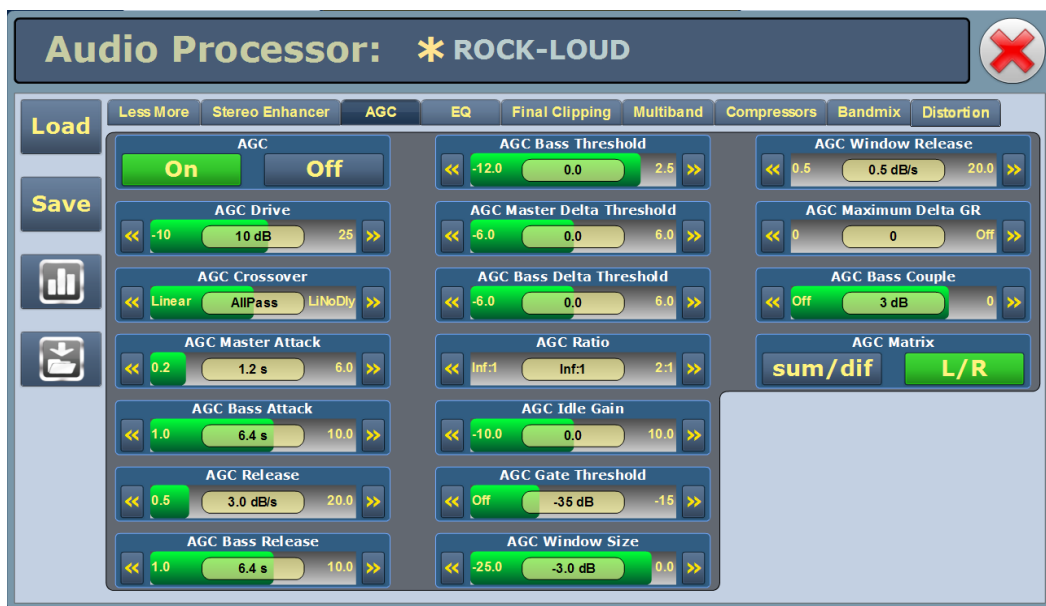 Audio Processor: * ROCK-LOUD
Load
Save
Less More Stereo Enhancer AGC EQ Final Clipping Multiband Compressors Bandmix Distortion
AGC
On Off
AGC Drive
-10 10 dB 25
AGC Crossover
Linear AllPass LiNoDly
AGC Master Attack
0.2 1.2 s 6.0
AGC Bass Attack
1.0 6.4 s 10.0
AGC Release
0.5 3.0 dB/s 20.0
AGC Bass Release
1.0 6.4 s 10.0
AGC Bass Threshold
-12.0 0.0 2.5
AGC Master Delta Threshold
-6.0 0.0 6.0
AGC Bass Delta Threshold
-6.0 0.0 6.0
AGC Ratio
Inf:1 Inf:1 2:1
AGC Idle Gain
-10.0 0.0 10.0
AGC Gate Threshold
Off -35 dB -15
AGC Window Size
-25.0 -3.0 dB 0.0
AGC Window Release
0.5 0.5 dB/s 20.0
AGC Maximum Delta GR
0 0 Off
AGC Bass Couple
Off 3 dB 0
AGC Matrix
sum/dif L/R